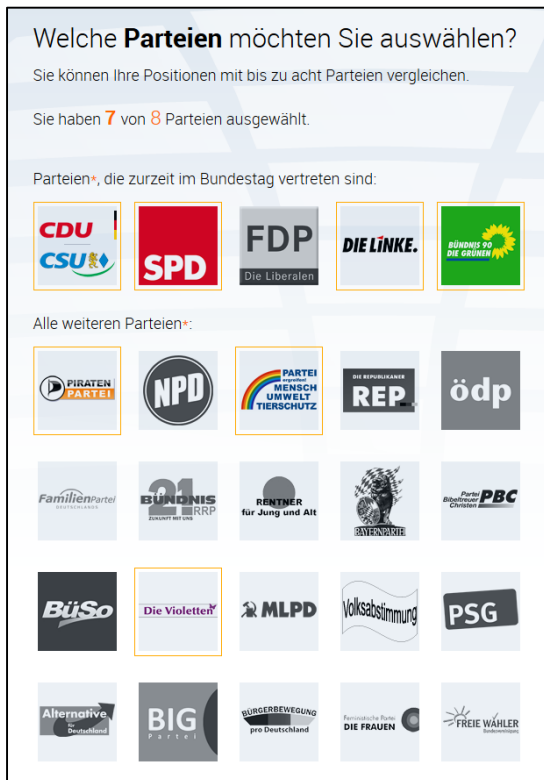 Welche Parteien möchten Sie auswählen?
Sie können Ihre Positionen mit bis zu acht Parteien vergleichen.
Sie haben 7 von 8 Parteien ausgewählt.
Parteien*, die zurzeit im Bundestag vertreten sind:
CDU
CSU
SPD
FDP
Die Liberalen
DIE LINKE.
BÜNDNIS 90
DIE GRÜNEN
Alle weiteren Parteien*:
PIRATEN
PARTEI
NPD
PARTEI
MENSCH
UMWELT
TIERSCHUTZ
DIE REPUBLIKANER
REP
ödp
FamilienPartei
DEUTSCHLANDS
21
BÜNDNIS
RRP
ZUKUNFT MIT UNS
RENTNER
für Jung und Alt
BAYERNPARTEI
Partei
Bibeltreuer
Christen
PBC
BüSo
Die Violetten
MLPD
Volksabstimmung
PSG
Alternative
für
Deutschland
BIG
Partei
BÜRGERBEWEGUNG
pro Deutschland
Feministische Partei
DIE FRAUEN
FREIE WÄHLER
Bundesvereinigung